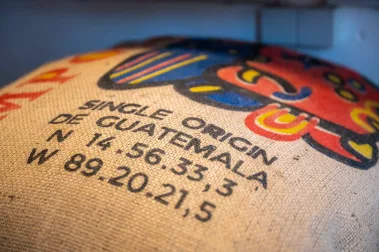 SINGLE ORIGIN
DE GUATEMALA
N 14.56.33,3
W 89.20.21,5